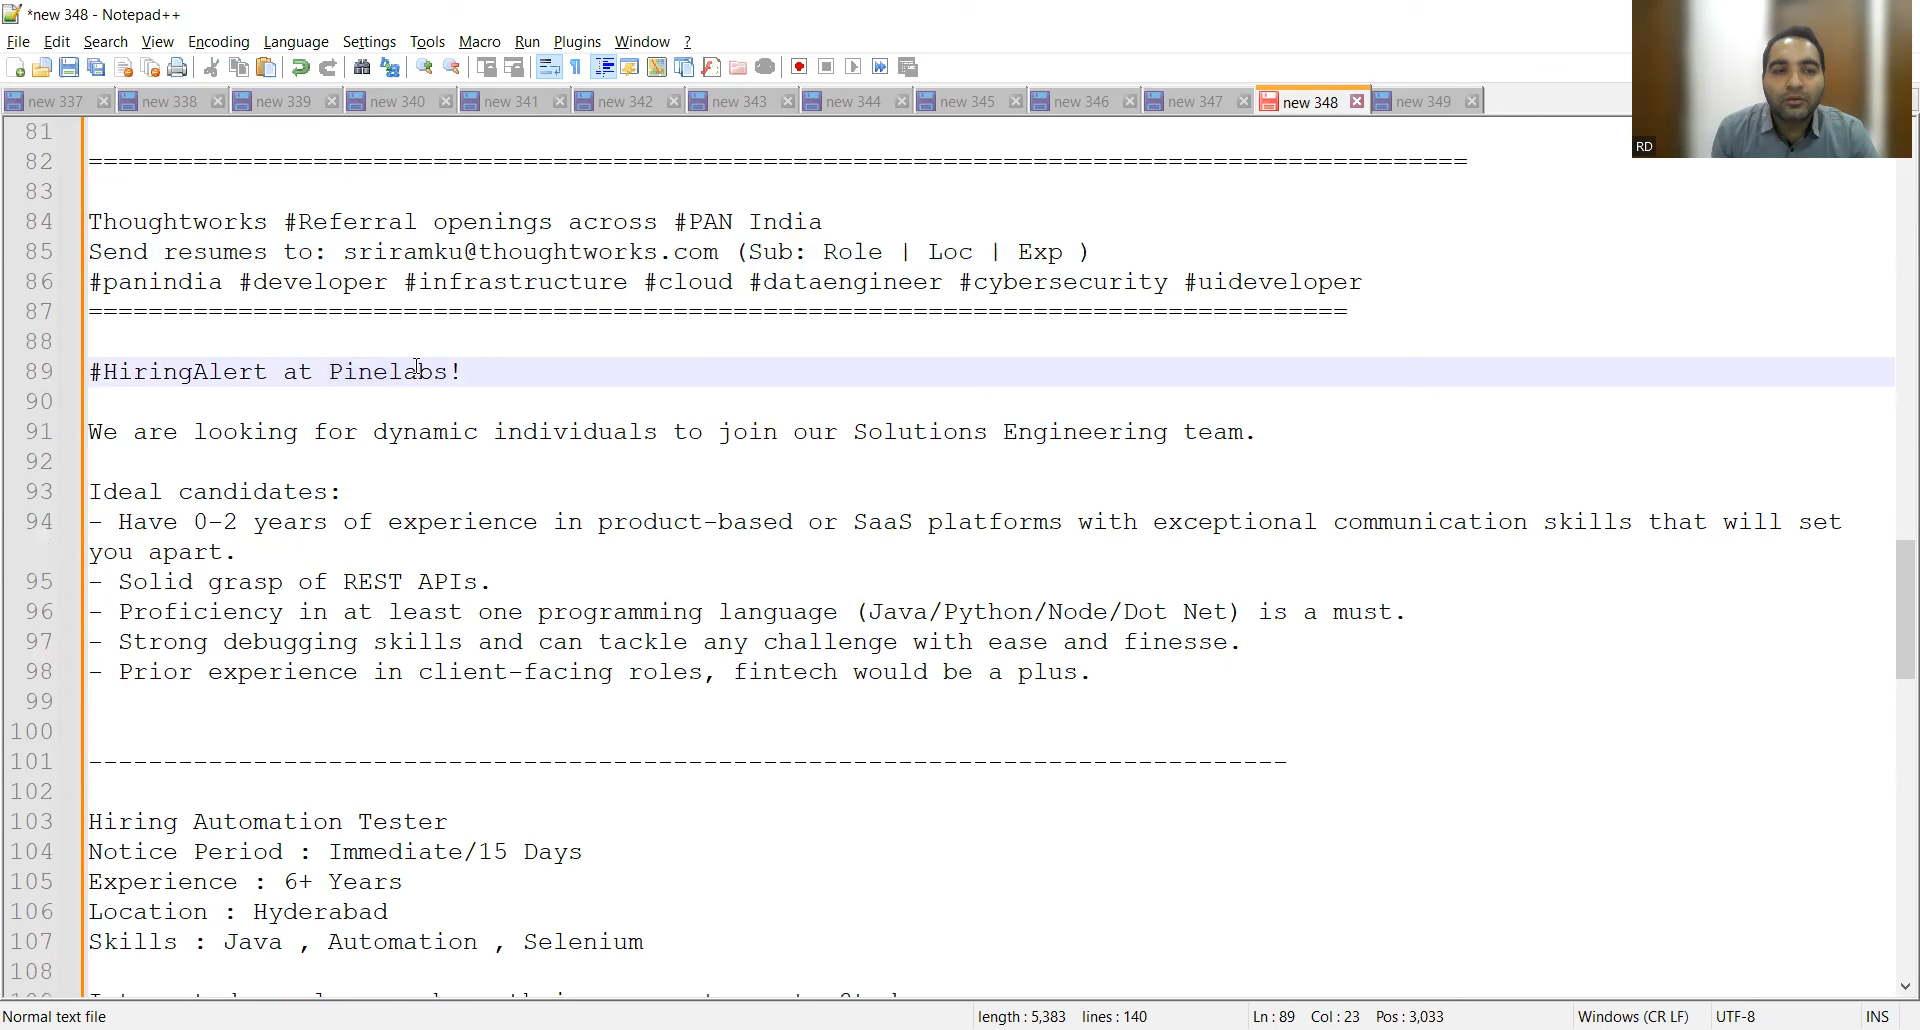 *new 348 - Notepad++
File Edit Search View Encoding Language Settings Tools Macro Run Plugins Window ?
new 337 new 338 new 339 new 340 new 341 new 342 new 343 new 344 new 345 new 346 new 347 new 348 new 349
RD
81
82 ============================================================================================
83
84 Thoughtworks #Referral openings across #PAN India
85 Send resumes to: sriramku@thoughtworks.com (Sub: Role | Loc | Exp )
86 #panindia #developer #infrastructure #cloud #dataengineer #cybersecurity #uideveloper
87 ====================================================================================
88
89 #HiringAlert at Pinelabs!
90
91 We are looking for dynamic individuals to join our Solutions Engineering team.
92
93 Ideal candidates:
94 - Have 0-2 years of experience in product-based or SaaS platforms with exceptional communication skills that will set
you apart.
95 - Solid grasp of REST APIs.
96 - Proficiency in at least one programming language (Java/Python/Node/Dot Net) is a must.
97 - Strong debugging skills and can tackle any challenge with ease and finesse.
98 - Prior experience in client-facing roles, fintech would be a plus.
99
100
101 --------------------------------------------------------------------------------
102
103 Hiring Automation Tester
104 Notice Period : Immediate/15 Days
105 Experience : 6+ Years
106 Location : Hyderabad
107 Skills : Java , Automation , Selenium
108
Normal text file length : 5,383 lines : 140 Ln : 89 Col : 23 Pos : 3,033 Windows (CR LF) UTF-8 INS